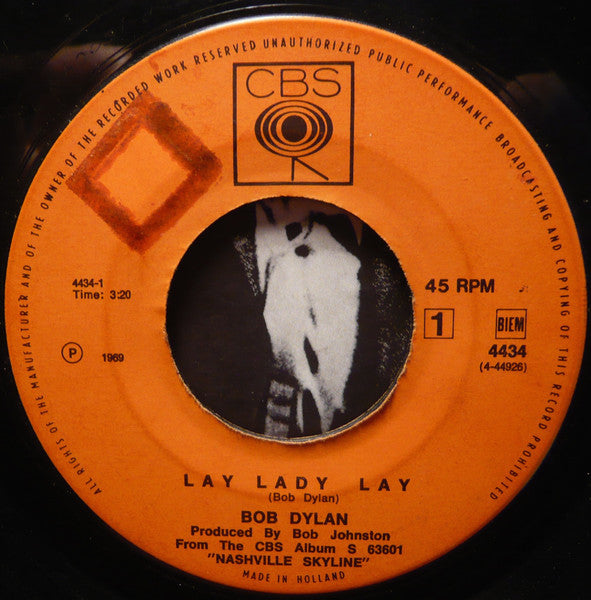 ALL RIGHTS OF THE MANUFACTURER AND OF THE OWNER OF THE RECORDED WORK RESERVED UNAUTHORIZED PUBLIC PERFORMANCE BROADCASTING AND COPYING OF THIS RECORD PROHIBITED
CBS
4434-1
Time: 3:20
45 RPM
1
BIEM
Ⓟ 1969
4434
(4-44926)
LAY LADY LAY
(Bob Dylan)
BOB DYLAN
Produced By Bob Johnston
From The CBS Album S 63601
"NASHVILLE SKYLINE"
MADE IN HOLLAND